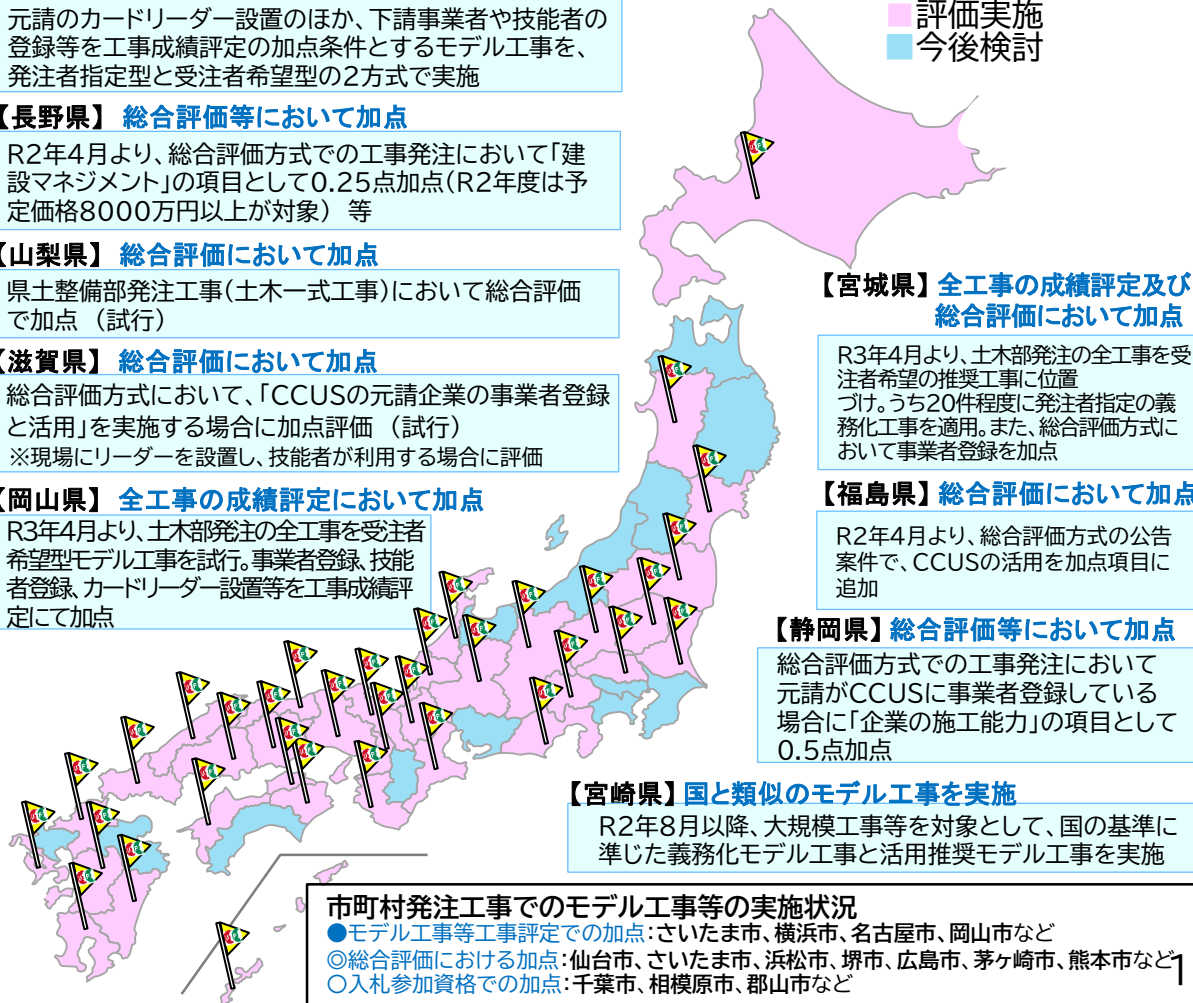 元請のカードリーダー設置のほか、下請事業者や技能者の
登録等を工事成績評定の加点条件とするモデル工事を、
発注者指定型と受注者希望型の2方式で実施
評価実施
今後検討
【長野県】 総合評価等において加点
R2年4月より、総合評価方式での工事発注において「建
設マネジメント」の項目として0.25点加点(R2年度は予
定価格8000万円以上が対象) 等
【山梨県】 総合評価において加点
県土整備部発注工事(土木一式工事)において総合評価
で加点 (試行)
【滋賀県】 総合評価において加点
総合評価方式において、「CCUSの元請企業の事業者登録
と活用」を実施する場合に加点評価 (試行)
※現場にリーダーを設置し、技能者が利用する場合に評価
【岡山県】 全工事の成績評定において加点
R3年4月より、土木部発注の全工事を受注者
希望型モデル工事を試行。事業者登録、技能
者登録、カードリーダー設置等を工事成績評
定にて加点
【宮城県】全工事の成績評定及び
総合評価において加点
R3年4月より、土木部発注の全工事を受
注者希望の推奨工事に位置
づけ。うち20件程度に発注者指定の義
務化工事を適用。また、総合評価方式に
おいて事業者登録を加点
【福島県】総合評価において加点
R2年4月より、総合評価方式の公告
案件で、CCUSの活用を加点項目に
追加
【静岡県】総合評価等において加点
総合評価方式での工事発注において
元請がCCUSに事業者登録している
場合に「企業の施工能力」の項目として
0.5点加点
【宮崎県】国と類似のモデル工事を実施
R2年8月以降、大規模工事等を対象として、国の基準に
準じた義務化モデル工事と活用推奨モデル工事を実施
市町村発注工事でのモデル工事等の実施状況
●モデル工事等工事評定での加点:さいたま市、横浜市、名古屋市、岡山市など
◎総合評価における加点:仙台市、さいたま市、浜松市、堺市、広島市、茅ヶ崎市、熊本市など
○入札参加資格での加点:千葉市、相模原市、郡山市など
1